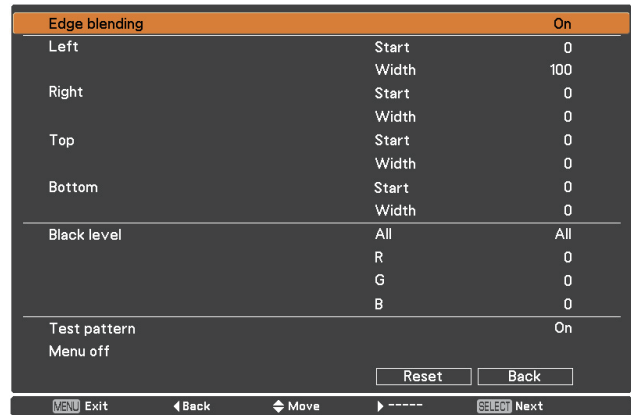 Edge blending On
Left Start 0
Width 100
Right Start 0
Width 0
Top Start 0
Width 0
Bottom Start 0
Width 0
Black level All All
R 0
G 0
B 0
Test pattern On
Menu off
Reset Back
MENU Exit Back Move ----- SELECT Next